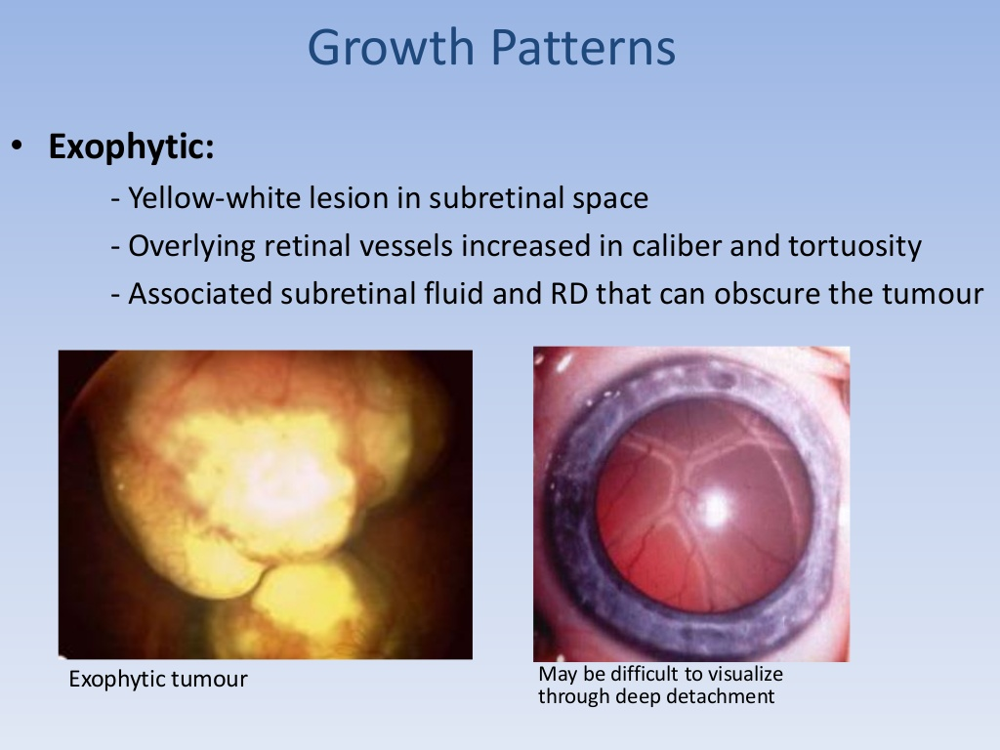 Growth Patterns
• Exophytic:
- Yellow-white lesion in subretinal space
- Overlying retinal vessels increased in caliber and tortuosity
- Associated subretinal fluid and RD that can obscure the tumour
Exophytic tumour
May be difficult to visualize
through deep detachment